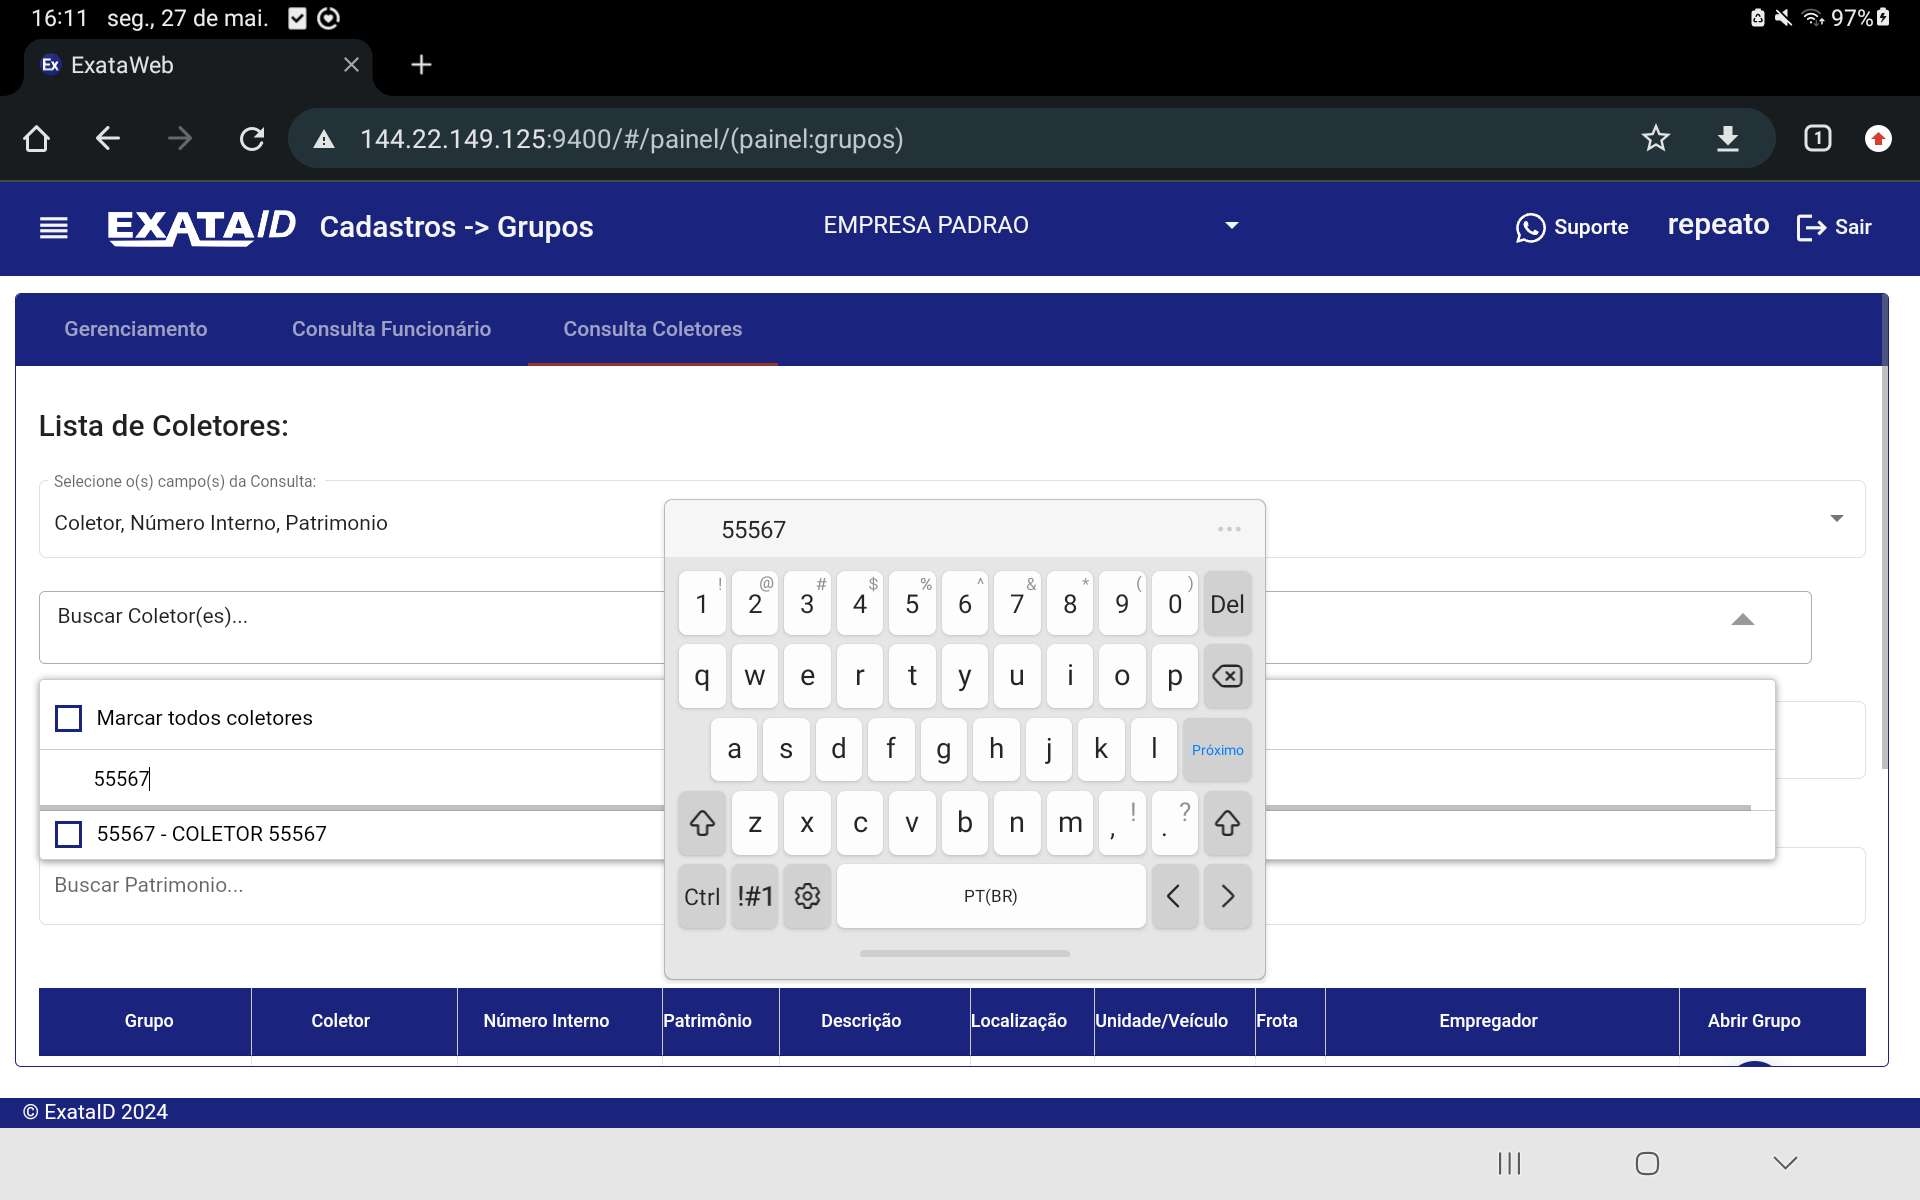 16:11 seg., 27 de mai. 97%
Ex ExataWeb
144.22.149.125:9400/#/painel/(painel:grupos) 1
EXATA/ID Cadastros -> Grupos EMPRESA PADRAO Suporte repeato Sair
Gerenciamento Consulta Funcionário Consulta Coletores
Lista de Coletores:
Selecione o(s) campo(s) da Consulta:
Coletor, Número Interno, Patrimonio
Buscar Coletor(es)...
Marcar todos coletores
55567
55567 - COLETOR 55567
Buscar Patrimonio...
55567 ...
! @ # $ % ^ & * ( )
1 2 3 4 5 6 7 8 9 0 Del
q w e r t y u i o p
a s d f g h j k l Próximo
z x c v b n m , ! . ?
Ctrl !#1 PT(BR) < >
Grupo Coletor Número Interno Patrimônio Descrição Localização Unidade/Veículo Frota Empregador Abrir Grupo
© ExataID 2024